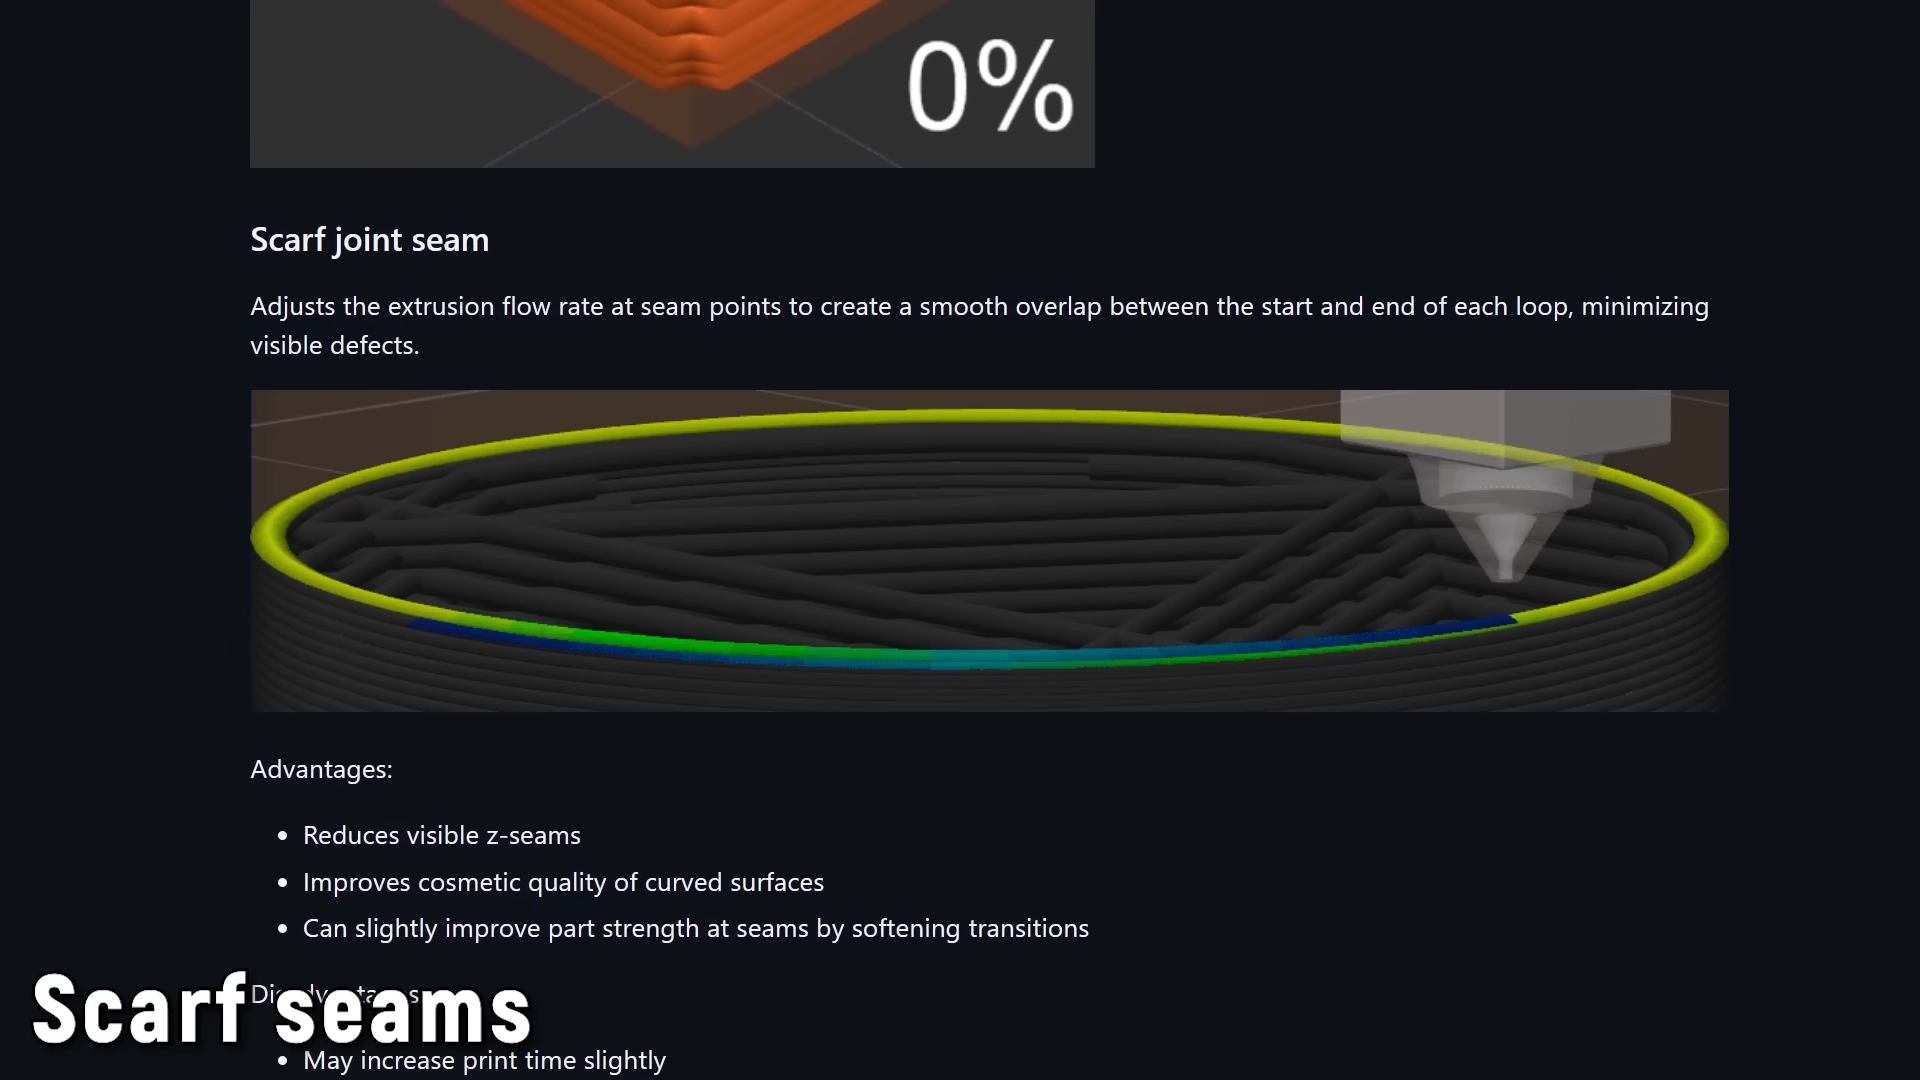 0%
Scarf joint seam
Adjusts the extrusion flow rate at seam points to create a smooth overlap between the start and end of each loop, minimizing
visible defects.
Advantages:
Reduces visible z-seams
Improves cosmetic quality of curved surfaces
Can slightly improve part strength at seams by softening transitions
Scarf seams
May increase print time slightly